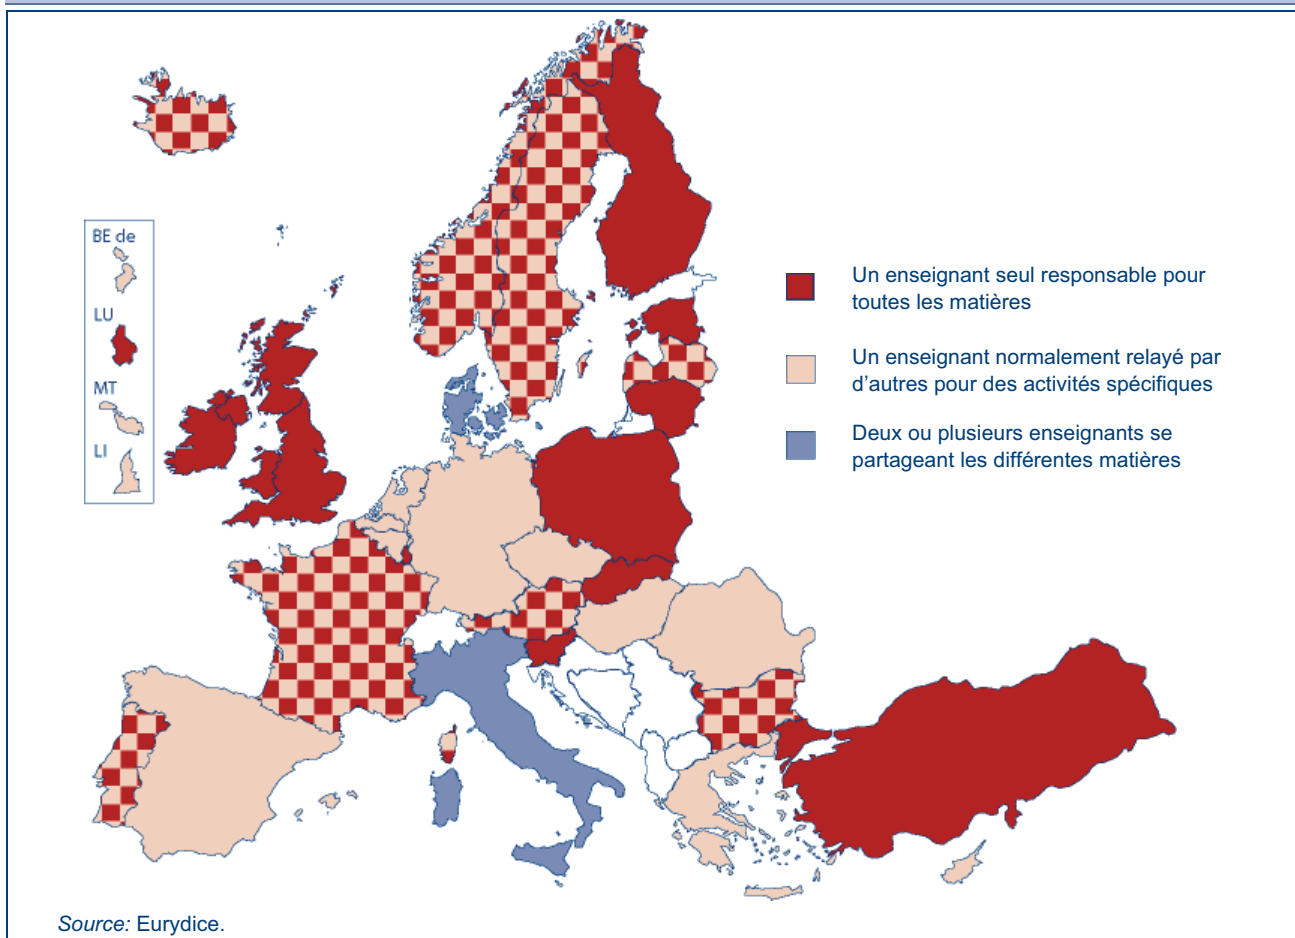 BE de
LU
MT
LI
Un enseignant seul responsable pour
toutes les matières
Un enseignant normalement relayé par
d’autres pour des activités spécifiques
Deux ou plusieurs enseignants se
partageant les différentes matières
Source: Eurydice.